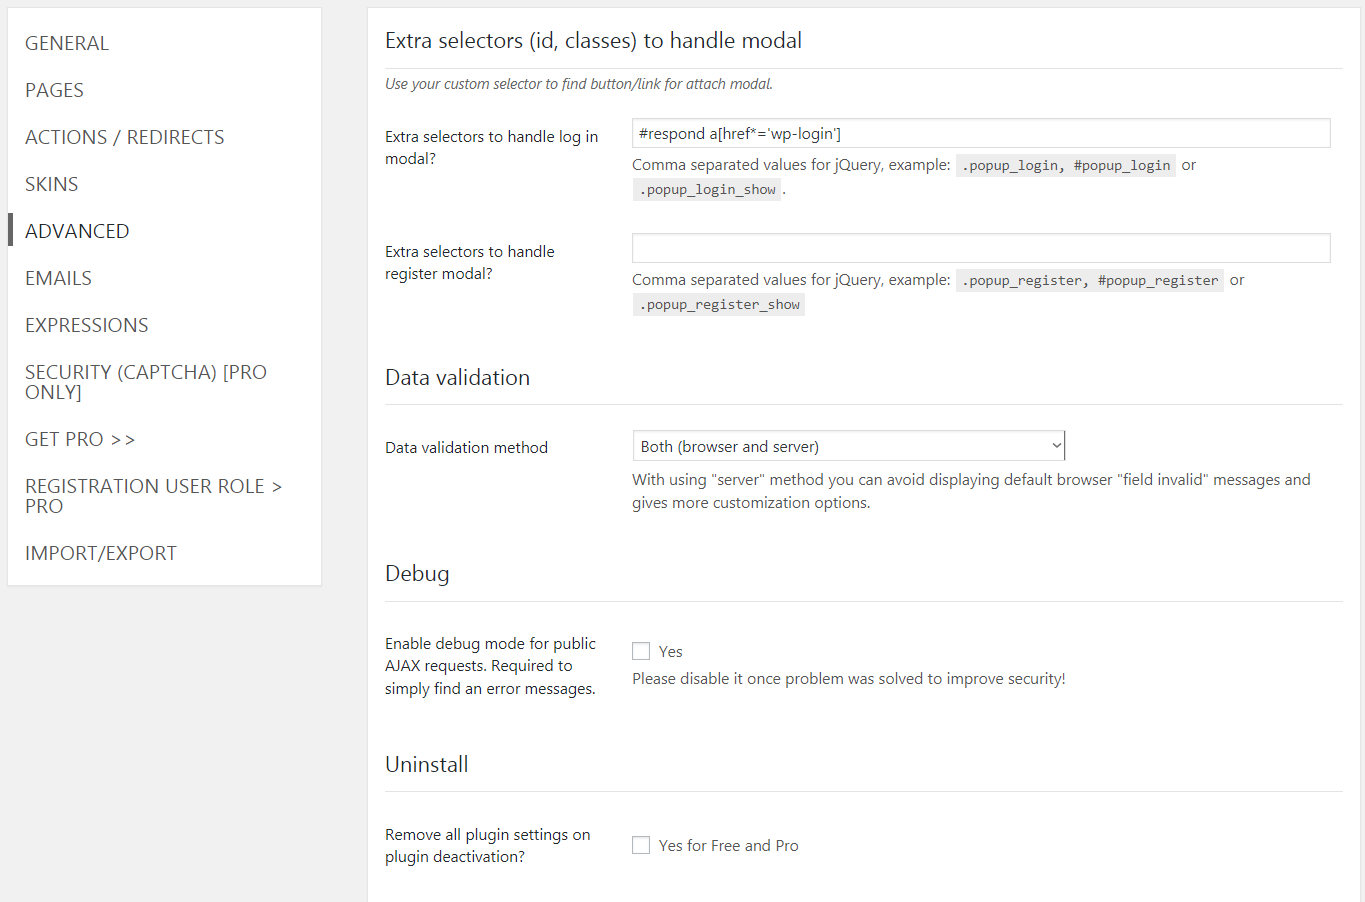 GENERAL
PAGES
ACTIONS / REDIRECTS
SKINS
ADVANCED
EMAILS
EXPRESSIONS
SECURITY (CAPTCHA) [PRO
ONLY]
GET PRO >>
REGISTRATION USER ROLE >
PRO
IMPORT/EXPORT
Extra selectors (id, classes) to handle modal
Use your custom selector to find button/link for attach modal.
Extra selectors to handle log in
modal?
#respond a[href*='wp-login']
Comma separated values for jQuery, example: .popup_login, #popup_login or
.popup_login_show .
Extra selectors to handle
register modal?
Comma separated values for jQuery, example: .popup_register, #popup_register or
.popup_register_show
Data validation
Data validation method
Both (browser and server)
With using "server" method you can avoid displaying default browser "field invalid" messages and
gives more customization options.
Debug
Enable debug mode for public
AJAX requests. Required to
simply find an error messages.
Yes
Please disable it once problem was solved to improve security!
Uninstall
Remove all plugin settings on
plugin deactivation?
Yes for Free and Pro